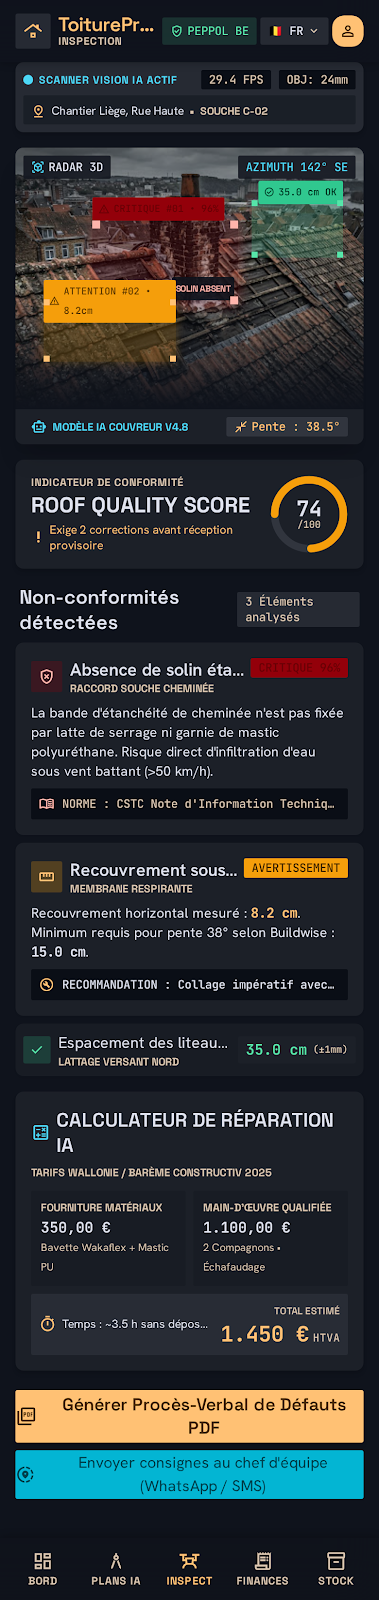 ToiturePr...
INSPECTION
PEPPOL BE
FR
SCANNER VISION IA ACTIF
29.4 FPS
OBJ: 24mm
Chantier Liège, Rue Haute • SOUCHE C-02
RADAR 3D
AZIMUTH 142° SE
CRITIQUE #01 • 96%
35.0 cm OK
SOLIN ABSENT
ATTENTION #02 •
8.2cm
MODÈLE IA COUVREUR V4.8
Pente : 38.5°
INDICATEUR DE CONFORMITÉ
ROOF QUALITY SCORE
! Exige 2 corrections avant réception
provisoire
74
/100
Non-conformités
détectées
3 Éléments
analysés
Absence de solin éta...
CRITIQUE 96%
RACCORD SOUCHE CHEMINÉE
La bande d'étanchéité de cheminée n'est pas fixée
par latte de serrage ni garnie de mastic
polyuréthane. Risque direct d'infiltration d'eau
sous vent battant (>50 km/h).
NORME : CSTC Note d'Information Techniq...
Recouvrement sous...
AVERTISSEMENT
MEMBRANE RESPIRANTE
Recouvrement horizontal mesuré : 8.2 cm.
Minimum requis pour pente 38° selon Buildwise :
15.0 cm.
RECOMMANDATION : Collage impératif avec...
Espacement des liteau...
LATTAGE VERSANT NORD
35.0 cm (±1mm)
CALCULATEUR DE RÉPARATION
IA
TARIFS WALLONIE / BARÈME CONSTRUCTIV 2025
FOURNITURE MATÉRIAUX
350,00 €
Bavette Wakaflex + Mastic
PU
MAIN-D'ŒUVRE QUALIFIÉE
1.100,00 €
2 Compagnons •
Échafaudage
Temps : ~3.5 h sans dépos...
TOTAL ESTIMÉ
1.450 € HTVA
PDF
Générer Procès-Verbal de Défauts
PDF
Envoyer consignes au chef d'équipe
(WhatsApp / SMS)
BORD
PLANS IA
INSPECT
FINANCES
STOCK